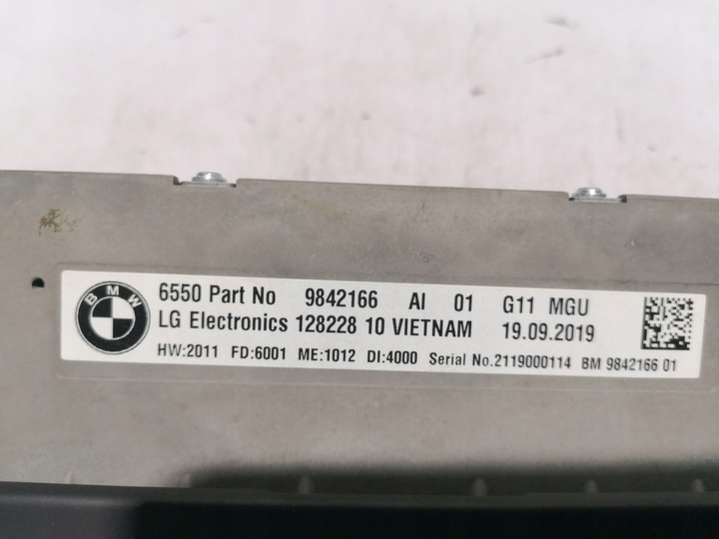 BMW
6550 Part No 9842166 AI 01 G11 MGU
LG Electronics 128228 10 VIETNAM 19.09.2019
HW:2011 FD:6001 ME:1012 DI:4000 Serial No.2119000114 BM 9842166 01